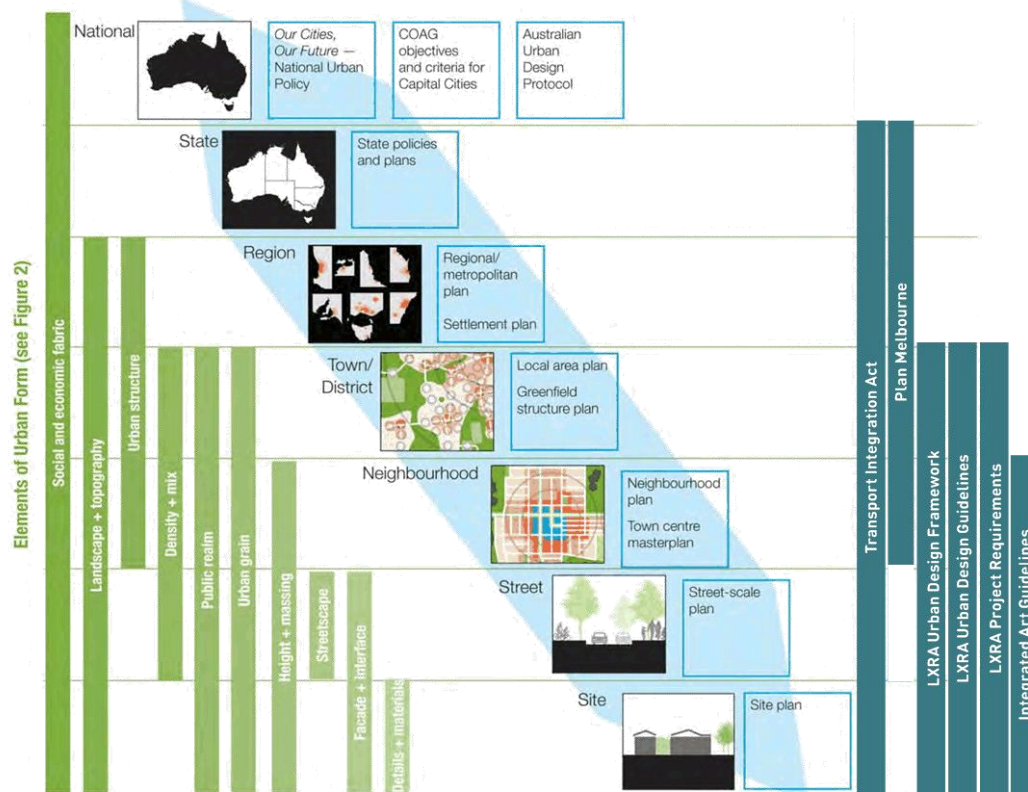 National
Our Cities,
Our Future —
National Urban
Policy
COAG
objectives
and criteria for
Capital Cities
Australian
Urban
Design
Protocol
State
State policies
and plans
Region
Regional/
metropolitan
plan
Settlement plan
Town/
District
Local area plan
Greenfield
structure plan
Neighbourhood
Neighbourhood
plan
Town centre
masterplan
Street
Street-scale
plan
Site
Site plan
Elements of Urban Form (see Figure 2)
Social and economic fabric
Landscape + topography
Urban structure
Density + mix
Public realm
Urban grain
Height + massing
Streetscape
Facade + interface
Details + materials
Transport Integration Act
Plan Melbourne
LXRA Urban Design Framework
LXRA Urban Design Guidelines
LXRA Project Requirements
Integrated Art Guidelines